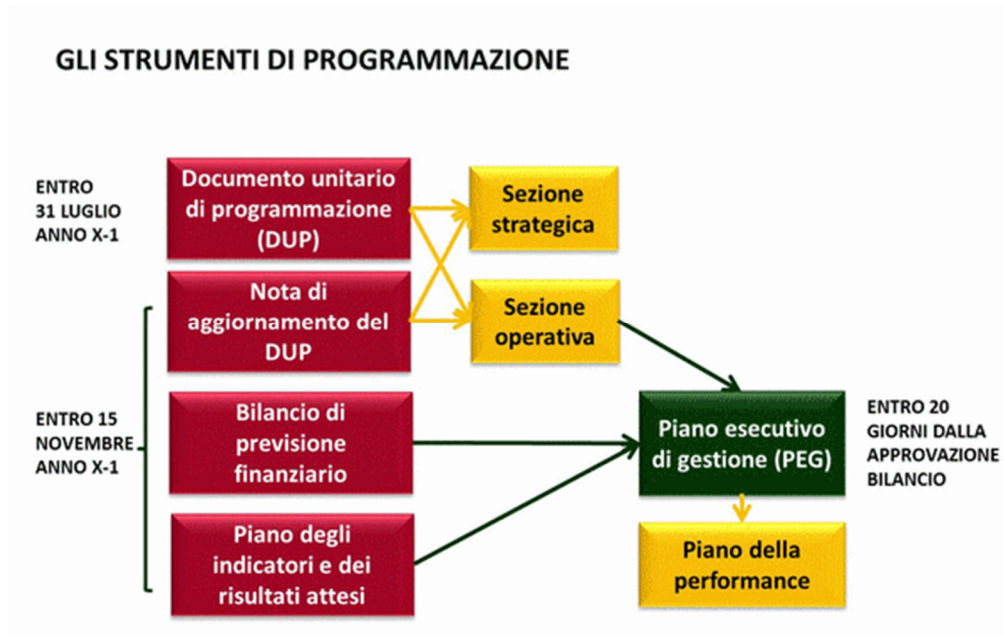 GLI STRUMENTI DI PROGRAMMAZIONE
ENTRO
31 LUGLIO
ANNO X-1
Documento unitario
di programmazione
(DUP)
Sezione
strategica
Nota di
aggiornamento del
DUP
Sezione
operativa
ENTRO 15
NOVEMBRE
ANNO X-1
Bilancio di
previsione
finanziario
Piano esecutivo
di gestione (PEG)
ENTRO 20
GIORNI DALLA
APPROVAZIONE
BILANCIO
Piano degli
indicatori e dei
risultati attesi
Piano della
performance